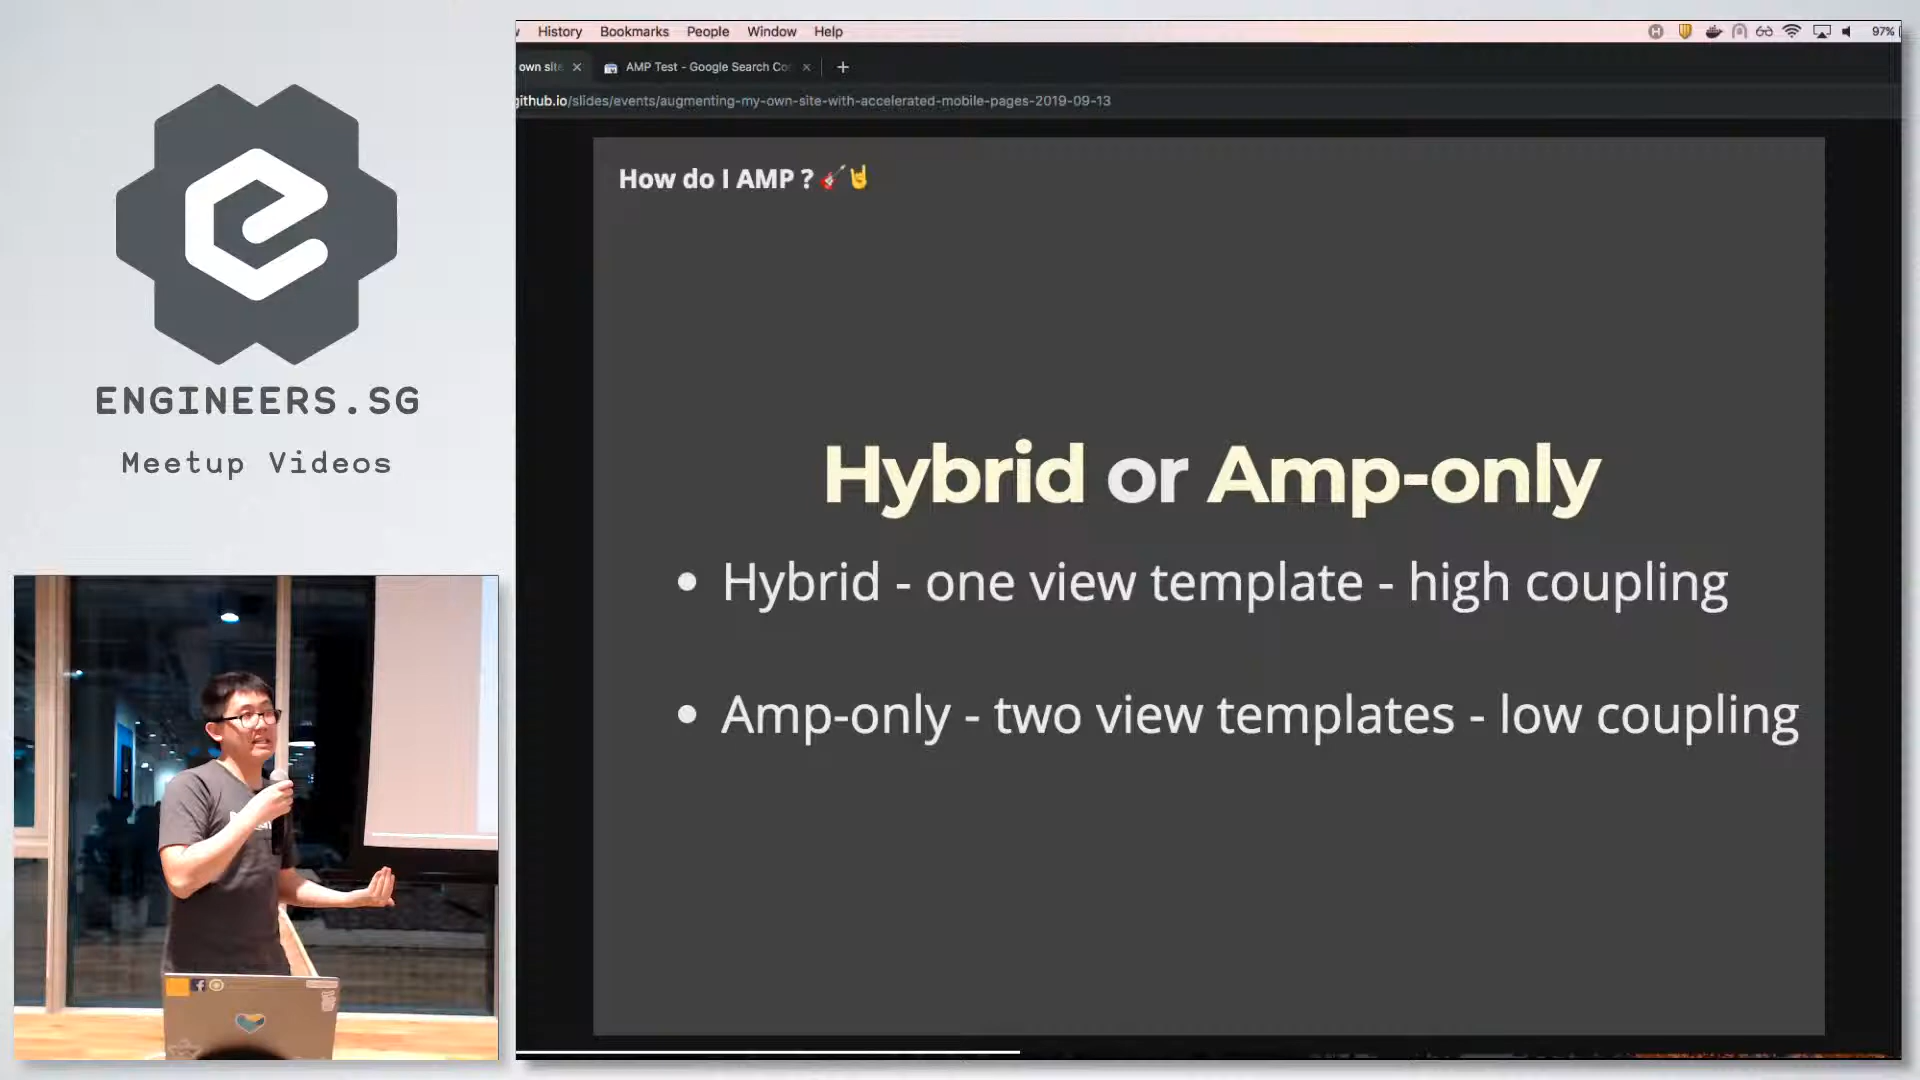 History Bookmarks People Window Help
97%
own site
AMP Test - Google Search Co
github.io/slides/events/augmenting-my-own-site-with-accelerated-mobile-pages-2019-09-13
How do I AMP ? 🎸🤘
Hybrid or Amp-only
• Hybrid - one view template - high coupling
• Amp-only - two view templates - low coupling
ENGINEERS.SG
Meetup Videos